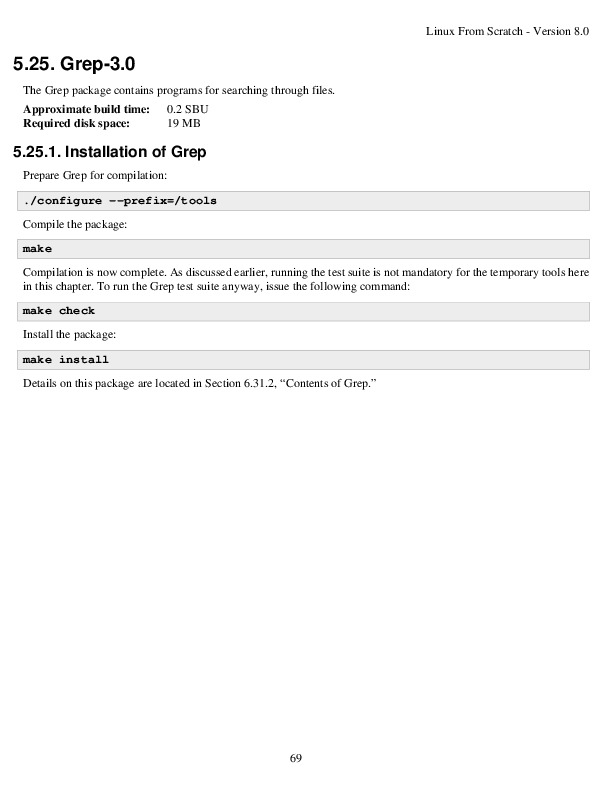 Linux From Scratch - Version 8.0
5.25. Grep-3.0
The Grep package contains programs for searching through files.
Approximate build time: 0.2 SBU
Required disk space: 19 MB
5.25.1. Installation of Grep
Prepare Grep for compilation:
./configure --prefix=/tools
Compile the package:
make
Compilation is now complete. As discussed earlier, running the test suite is not mandatory for the temporary tools here
in this chapter. To run the Grep test suite anyway, issue the following command:
make check
Install the package:
make install
Details on this package are located in Section 6.31.2, “Contents of Grep.”
69